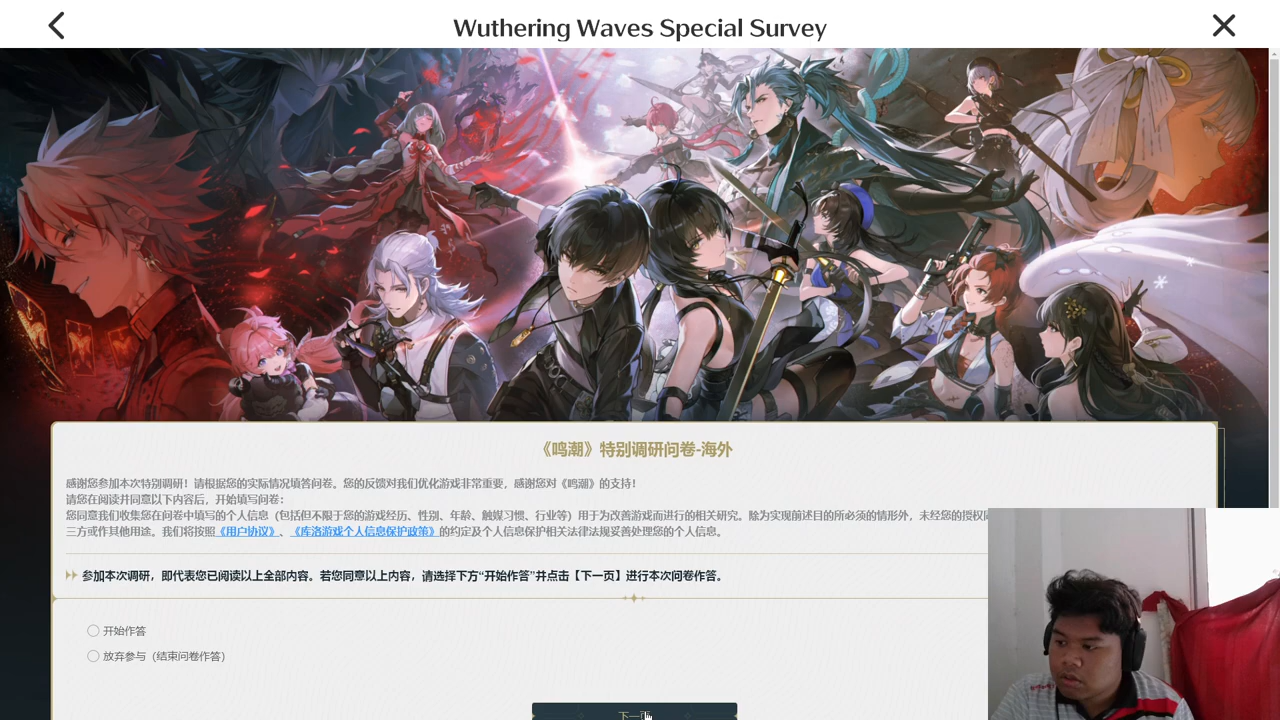 Wuthering Waves Special Survey
《鸣潮》特别调研问卷-海外
感谢您参加本次特别调研！请根据您的实际情况填答问卷。您的反馈对我们优化游戏非常重要，感谢您对《鸣潮》的支持！
请您在阅读并同意以下内容后，开始填写问卷：
您同意我们收集您在问卷中填写的个人信息（包括但不限于您的游戏经历、性别、年龄、触媒习惯、行业等）用于为改善游戏而进行的相关研究。除为实现前述目的所必须的情形外，未经您的授权
三方或作其他用途。我们将按照《用户协议》、《库洛游戏个人信息保护政策》的约定及个人信息保护相关法律法规妥善处理您的个人信息。
参加本次调研，即代表您已阅读以上全部内容。若您同意以上内容，请选择下方“开始作答”并点击【下一页】进行本次问卷作答。
开始作答
放弃参与（结束问卷作答）
下一页